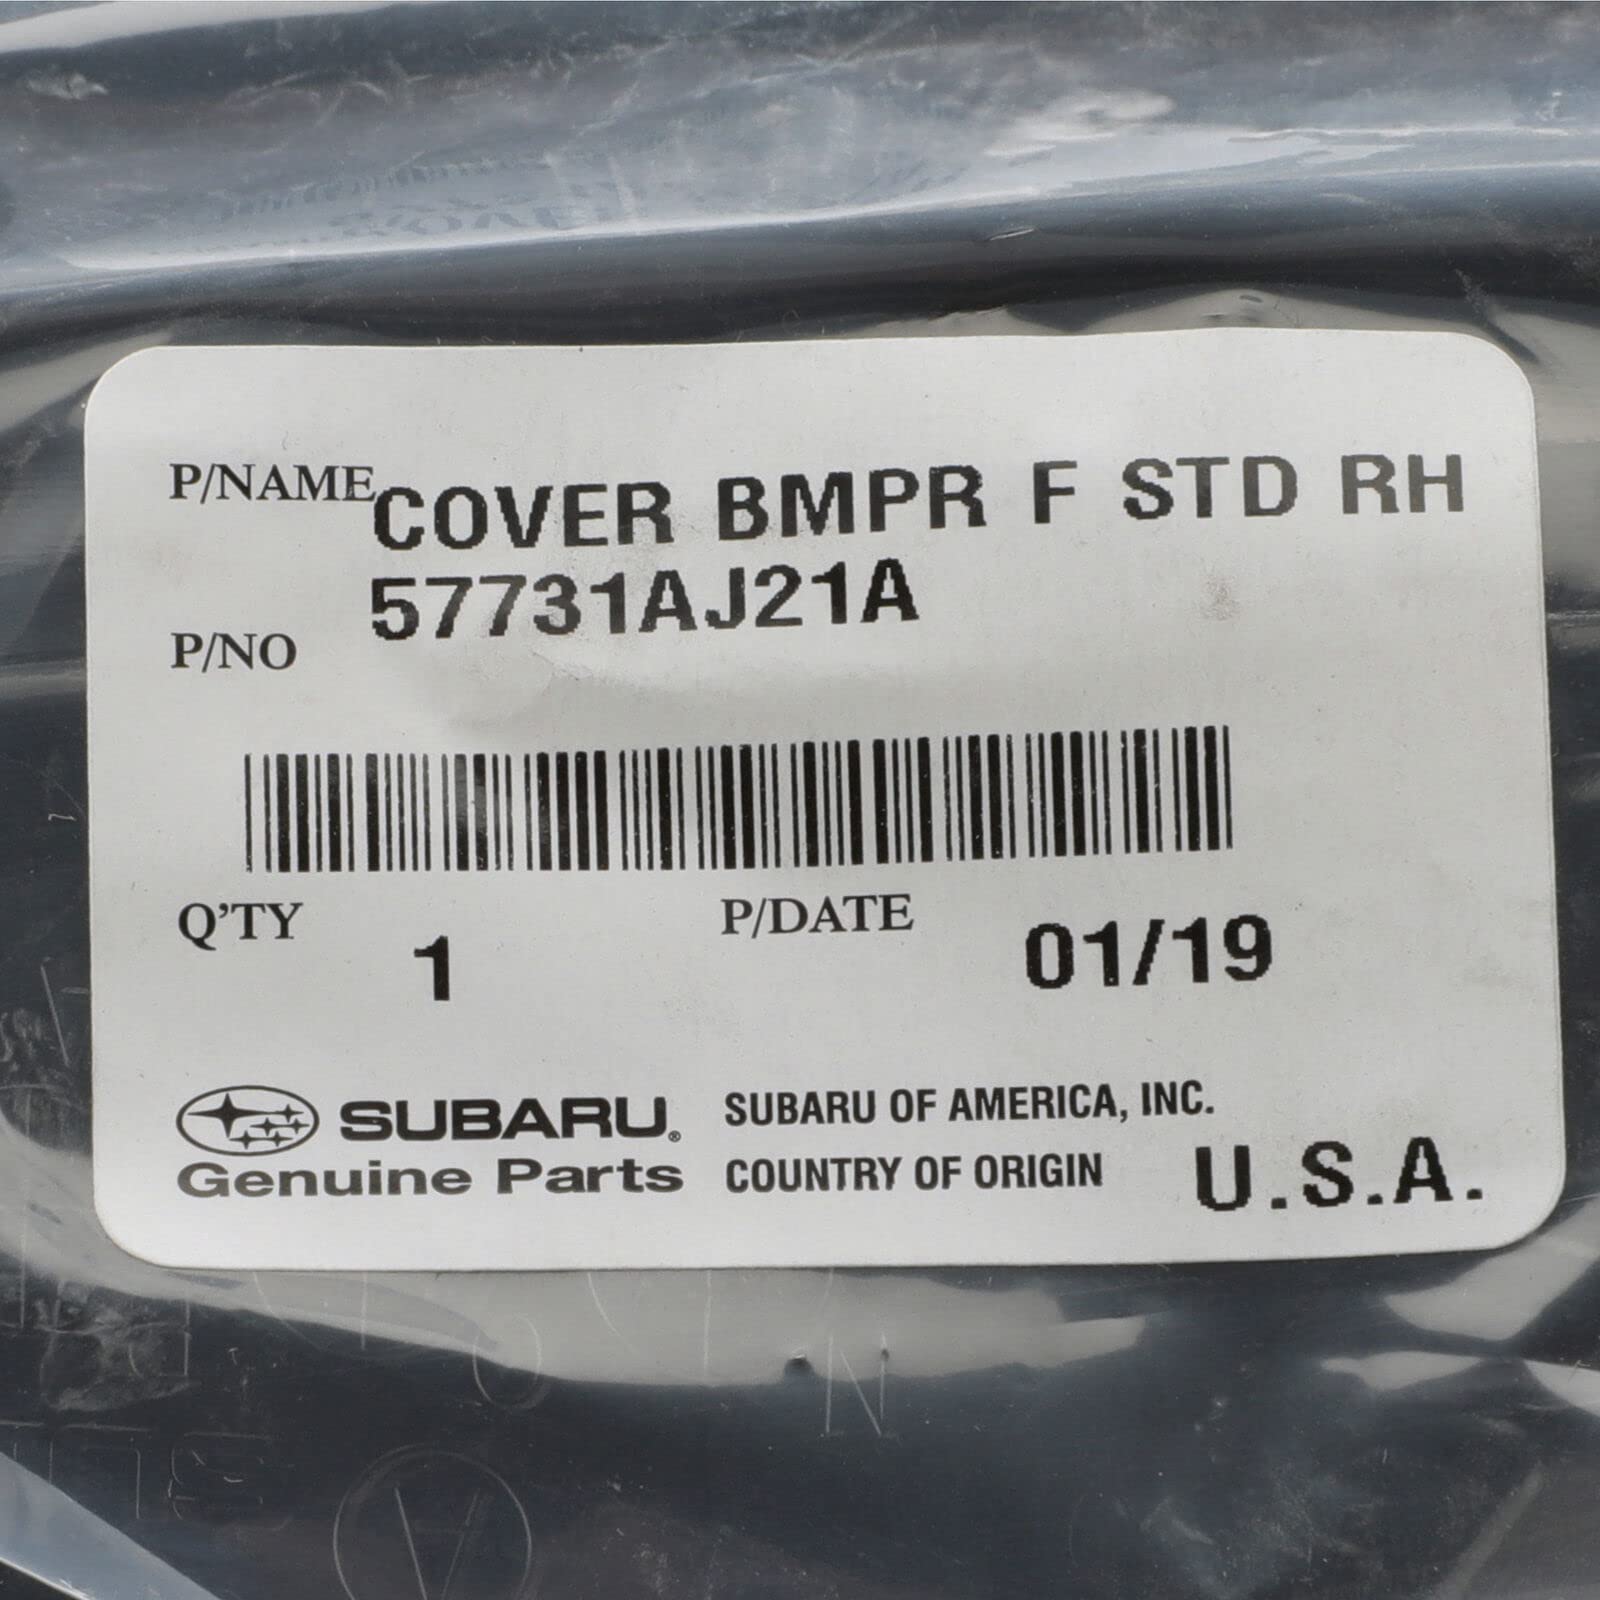 P/NAME COVER BMPR F STD RH
P/NO 57731AJ21A
Q'TY 1 P/DATE 01/19
SUBARU® SUBARU OF AMERICA, INC.
Genuine Parts COUNTRY OF ORIGIN U.S.A.